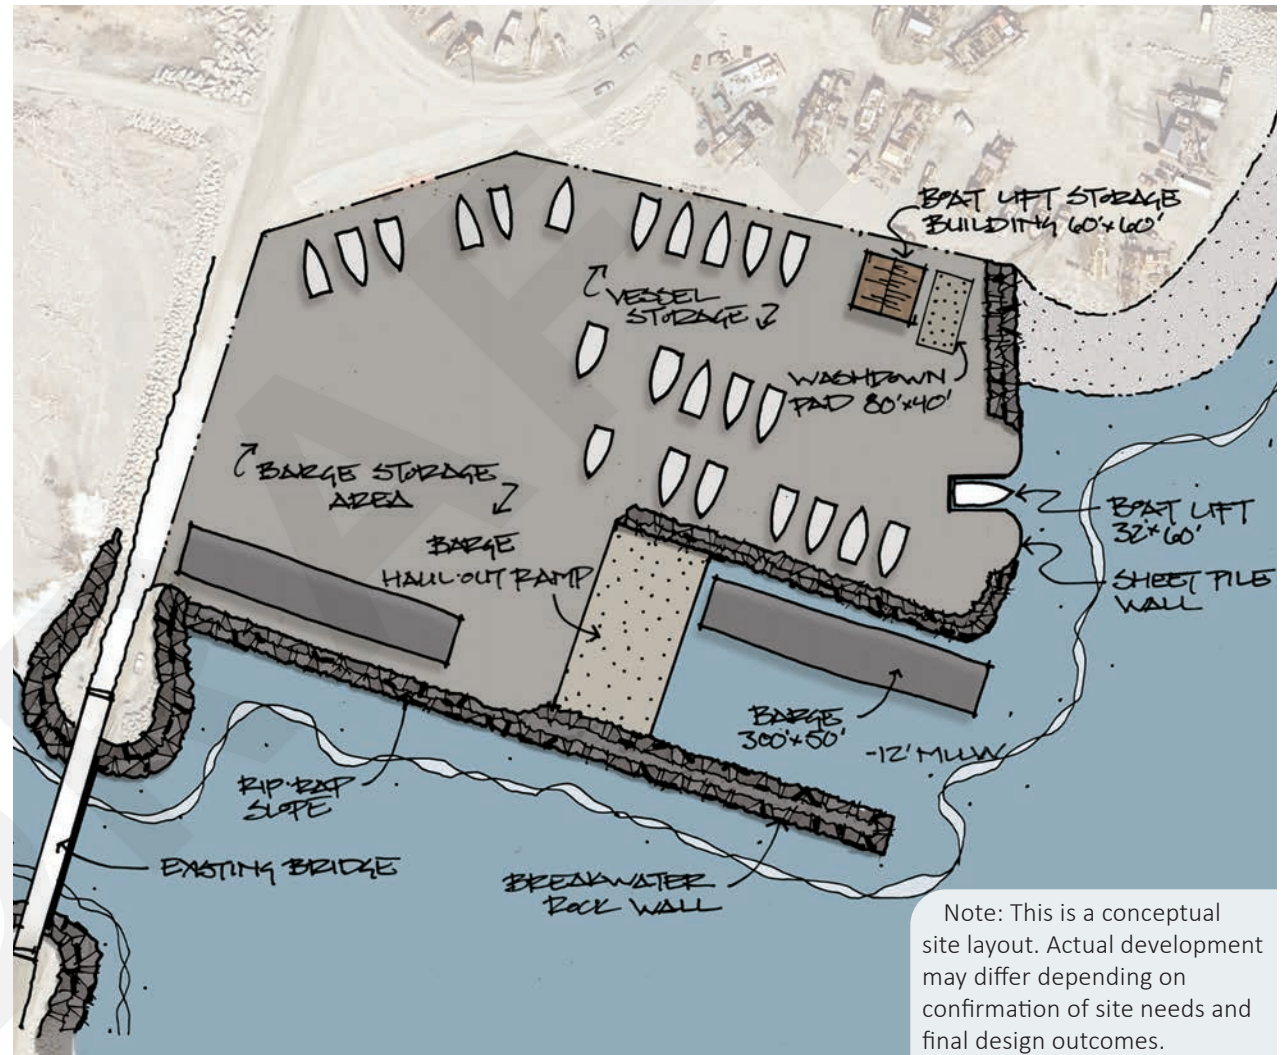 BOAT LIFT STORAGE
BUILDING 60'x60'
VESSEL
STORAGE
WASHDOWN
PAD 80'x40'
BARGE STORAGE
AREA
BARGE
HAUL-OUT RAMP
BOAT LIFT
32'x60'
SHEET PILE
WALL
BARGE
300'x50'
-12' MLLW
RIP-RAP
SLOPE
EXISTING BRIDGE
BREAKWATER
ROCK WALL
Note: This is a conceptual
site layout. Actual development
may differ depending on
confirmation of site needs and
final design outcomes.
DRAFT